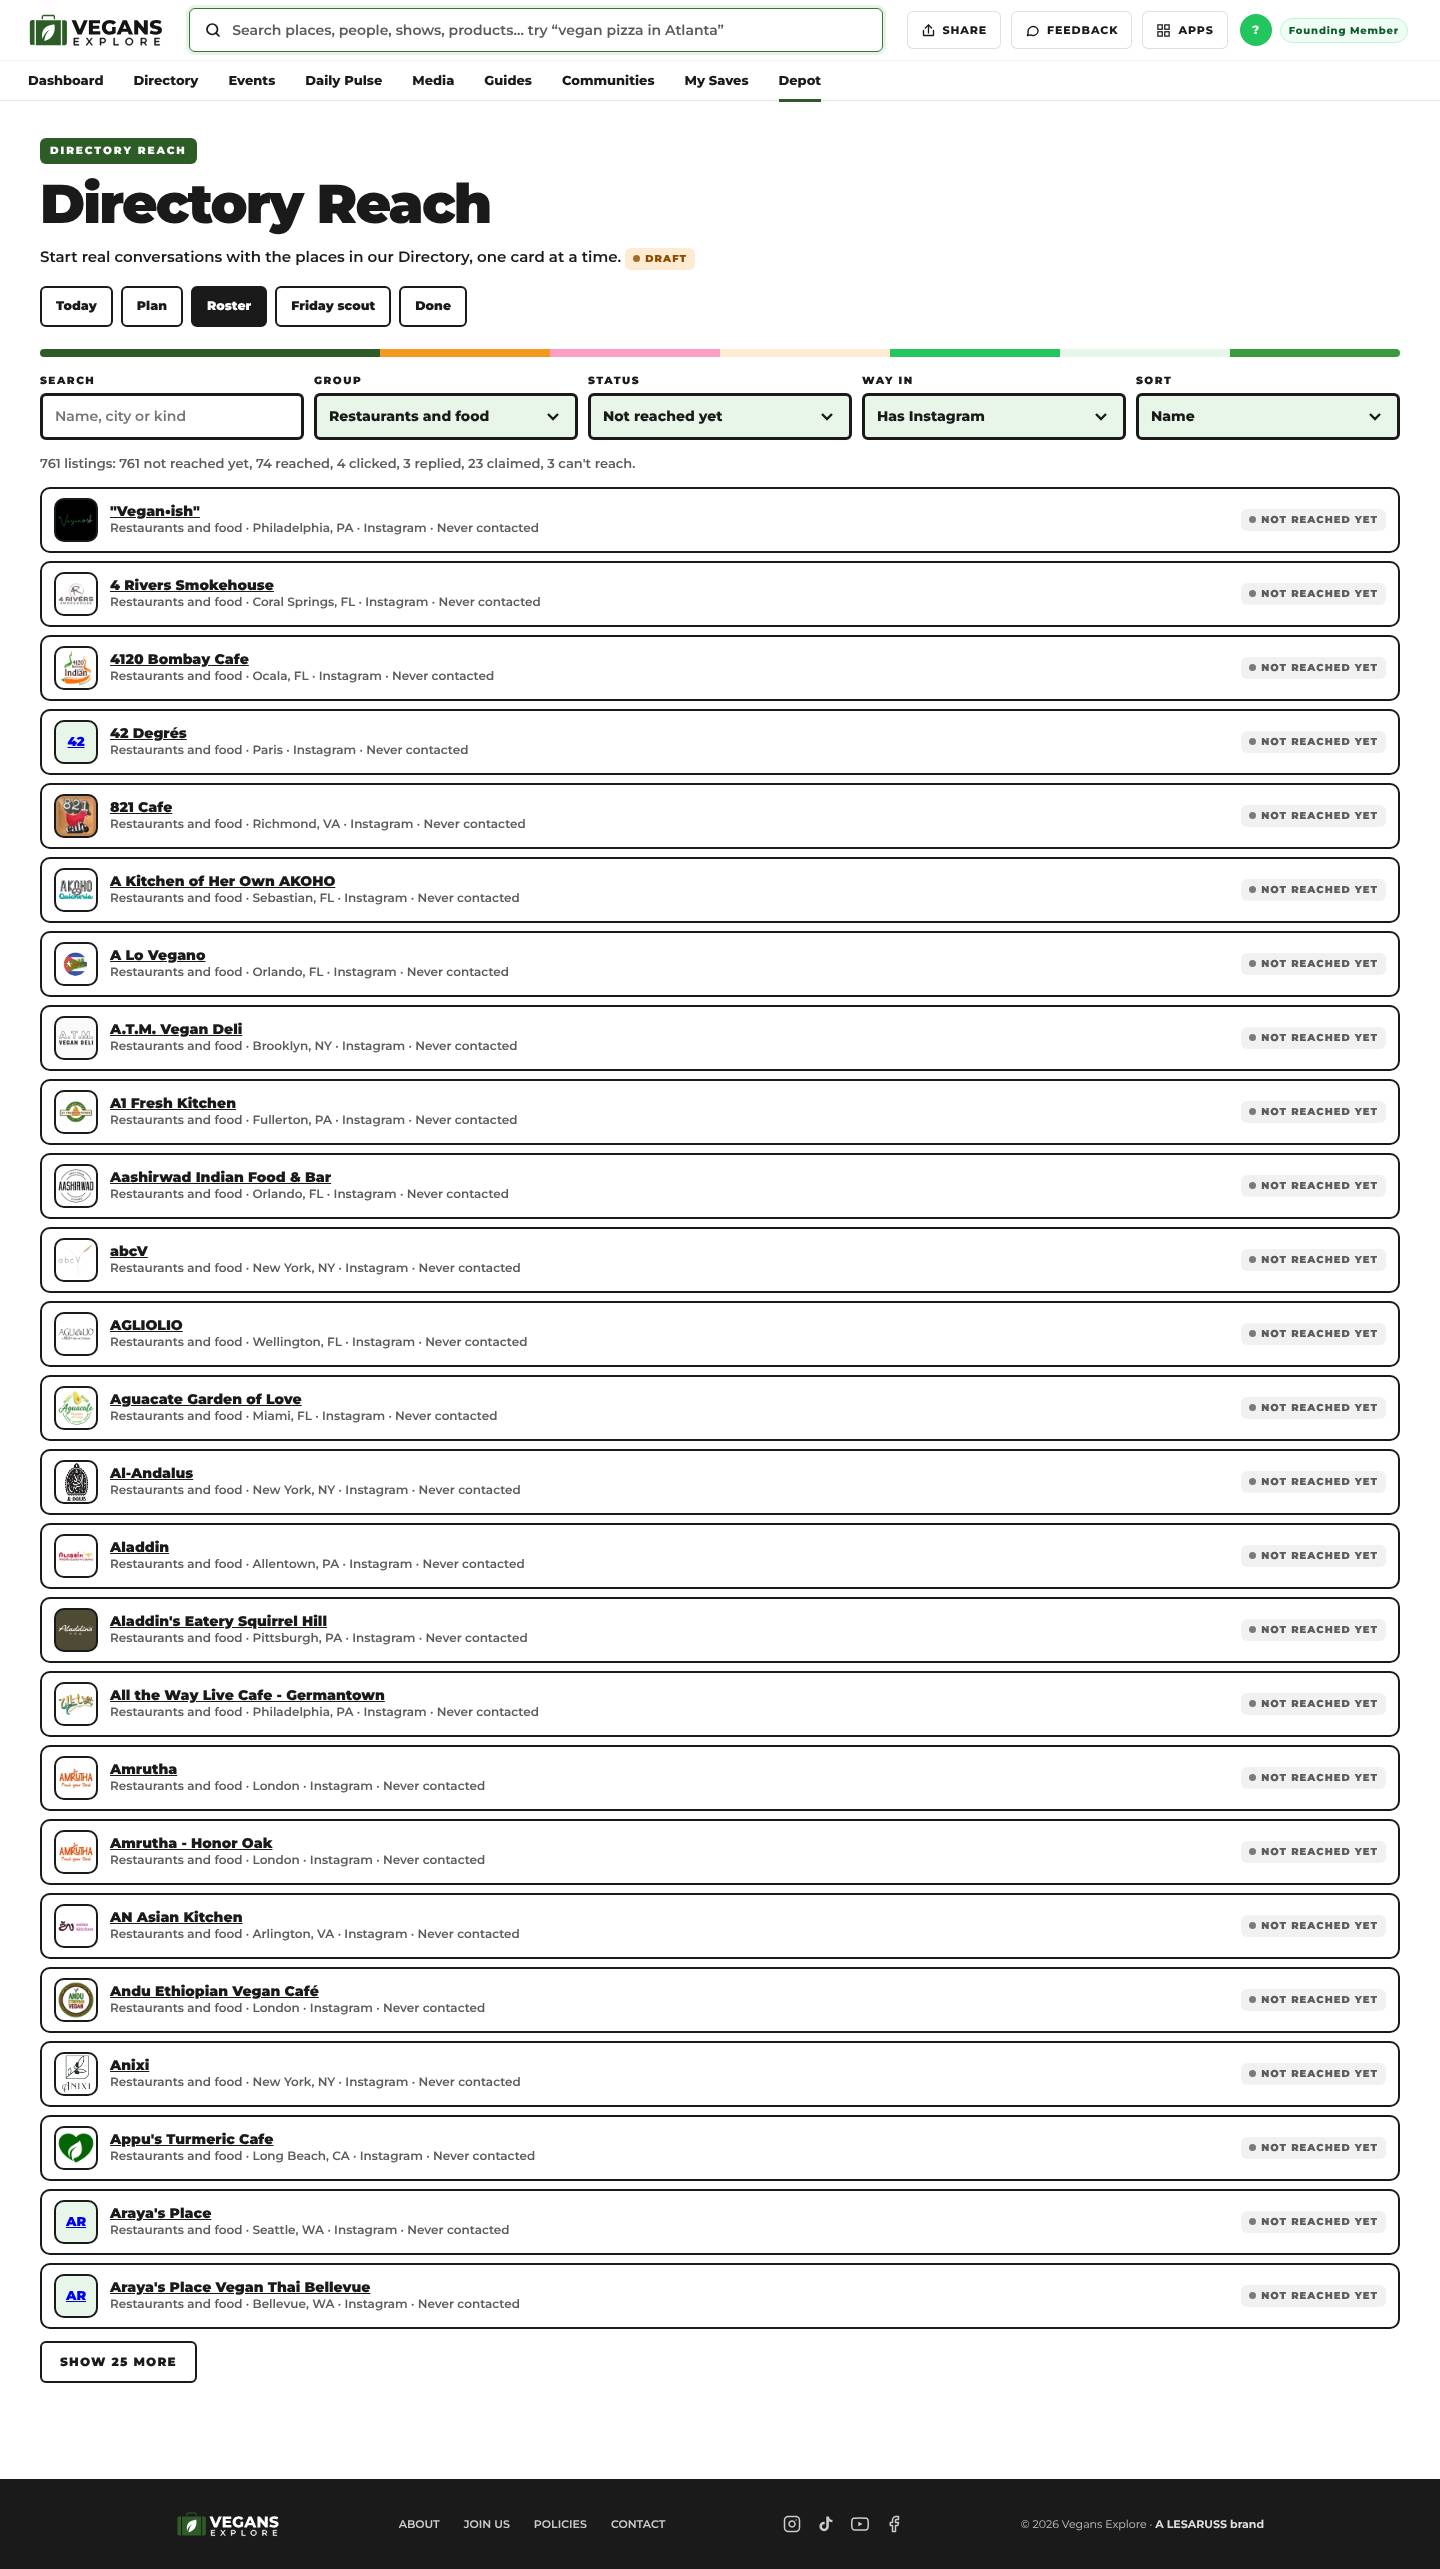 VEGANS
EXPLORE
Search places, people, shows, products... try “vegan pizza in Atlanta”
SHARE
FEEDBACK
APPS
?
Founding Member
Dashboard
Directory
Events
Daily Pulse
Media
Guides
Communities
My Saves
Depot
DIRECTORY REACH
Directory Reach
Start real conversations with the places in our Directory, one card at a time.
DRAFT
Today
Plan
Roster
Friday scout
Done
SEARCH
GROUP
STATUS
WAY IN
SORT
Name, city or kind
Restaurants and food
Not reached yet
Has Instagram
Name
761 listings: 761 not reached yet, 74 reached, 4 clicked, 3 replied, 23 claimed, 3 can't reach.
"Vegan•ish"
Restaurants and food · Philadelphia, PA · Instagram · Never contacted
NOT REACHED YET
4 RIVERS
4 Rivers Smokehouse
Restaurants and food · Coral Springs, FL · Instagram · Never contacted
NOT REACHED YET
4120
Indian
4120 Bombay Cafe
Restaurants and food · Ocala, FL · Instagram · Never contacted
NOT REACHED YET
42
42 Degrés
Restaurants and food · Paris · Instagram · Never contacted
NOT REACHED YET
821
cafe
821 Cafe
Restaurants and food · Richmond, VA · Instagram · Never contacted
NOT REACHED YET
AKOHO
A Kitchen of Her Own AKOHO
Restaurants and food · Sebastian, FL · Instagram · Never contacted
NOT REACHED YET
A Lo Vegano
Restaurants and food · Orlando, FL · Instagram · Never contacted
NOT REACHED YET
A.T.M.
VEGAN DELI
A.T.M. Vegan Deli
Restaurants and food · Brooklyn, NY · Instagram · Never contacted
NOT REACHED YET
A1 Fresh Kitchen
Restaurants and food · Fullerton, PA · Instagram · Never contacted
NOT REACHED YET
AASHIRWAD
Aashirwad Indian Food & Bar
Restaurants and food · Orlando, FL · Instagram · Never contacted
NOT REACHED YET
abcV
abcV
Restaurants and food · New York, NY · Instagram · Never contacted
NOT REACHED YET
AGLIOLIO
Restaurants and food · Wellington, FL · Instagram · Never contacted
NOT REACHED YET
Aguacate
Aguacate Garden of Love
Restaurants and food · Miami, FL · Instagram · Never contacted
NOT REACHED YET
Al-Andalus
Restaurants and food · New York, NY · Instagram · Never contacted
NOT REACHED YET
Aladdin
Aladdin
Restaurants and food · Allentown, PA · Instagram · Never contacted
NOT REACHED YET
Aladdin's
Aladdin's Eatery Squirrel Hill
Restaurants and food · Pittsburgh, PA · Instagram · Never contacted
NOT REACHED YET
All the Way Live Cafe - Germantown
Restaurants and food · Philadelphia, PA · Instagram · Never contacted
NOT REACHED YET
AMRUTHA
Amrutha
Restaurants and food · London · Instagram · Never contacted
NOT REACHED YET
AMRUTHA
Amrutha - Honor Oak
Restaurants and food · London · Instagram · Never contacted
NOT REACHED YET
AN Asian Kitchen
Restaurants and food · Arlington, VA · Instagram · Never contacted
NOT REACHED YET
ANDU
VEGAN
Andu Ethiopian Vegan Café
Restaurants and food · London · Instagram · Never contacted
NOT REACHED YET
ANIXI
Anixi
Restaurants and food · New York, NY · Instagram · Never contacted
NOT REACHED YET
Appu's Turmeric Cafe
Restaurants and food · Long Beach, CA · Instagram · Never contacted
NOT REACHED YET
AR
Araya's Place
Restaurants and food · Seattle, WA · Instagram · Never contacted
NOT REACHED YET
AR
Araya's Place Vegan Thai Bellevue
Restaurants and food · Bellevue, WA · Instagram · Never contacted
NOT REACHED YET
SHOW 25 MORE
VEGANS
EXPLORE
ABOUT
JOIN US
POLICIES
CONTACT
© 2026 Vegans Explore · A LESARUSS brand